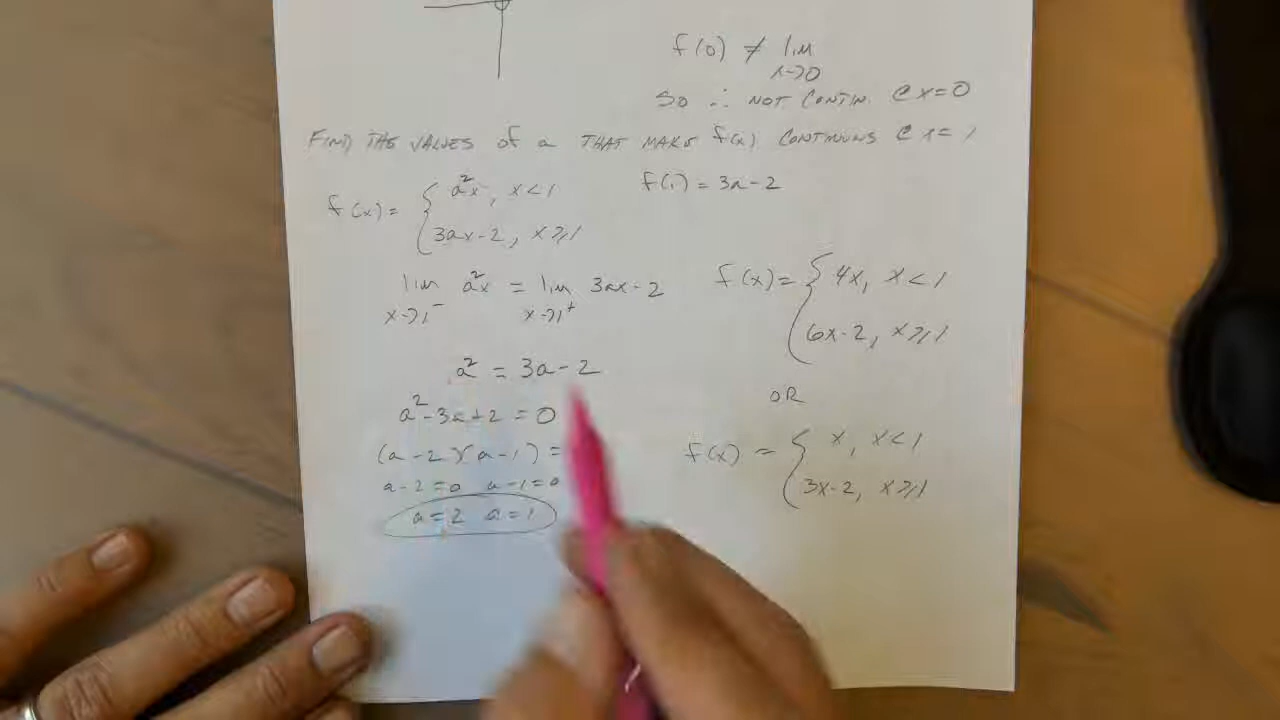 f(0) ≠ lim
x→0
SO ∴ NOT CONTIN. @ x=0
FIND THE VALUES of a THAT MAKE f(x) CONTINUOUS @ x=1
f(x) = { a²x, x<1
3ax-2, x≥1
f(1) = 3a-2
lim a²x = lim 3ax-2
x→1⁻ x→1⁺
a² = 3a-2
a²-3a+2 = 0
(a-2)(a-1) =
a-2=0 a-1=0
a=2 a=1
f(x) = { 4x, x<1
6x-2, x≥1
OR
f(x) = { x, x<1
3x-2, x≥1